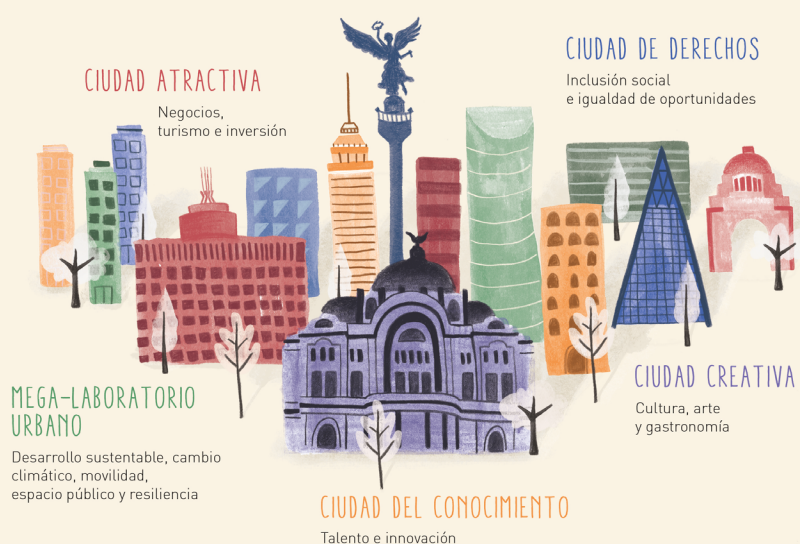 CIUDAD DE DERECHOS
Inclusión social
e igualdad de oportunidades
CIUDAD ATRACTIVA
Negocios,
turismo e inversión
CIUDAD CREATIVA
Cultura, arte
y gastronomía
MEGA-LABORATORIO
URBANO
Desarrollo sustentable, cambio
climático, movilidad,
espacio público y resiliencia
CIUDAD DEL CONOCIMIENTO
Talento e innovación